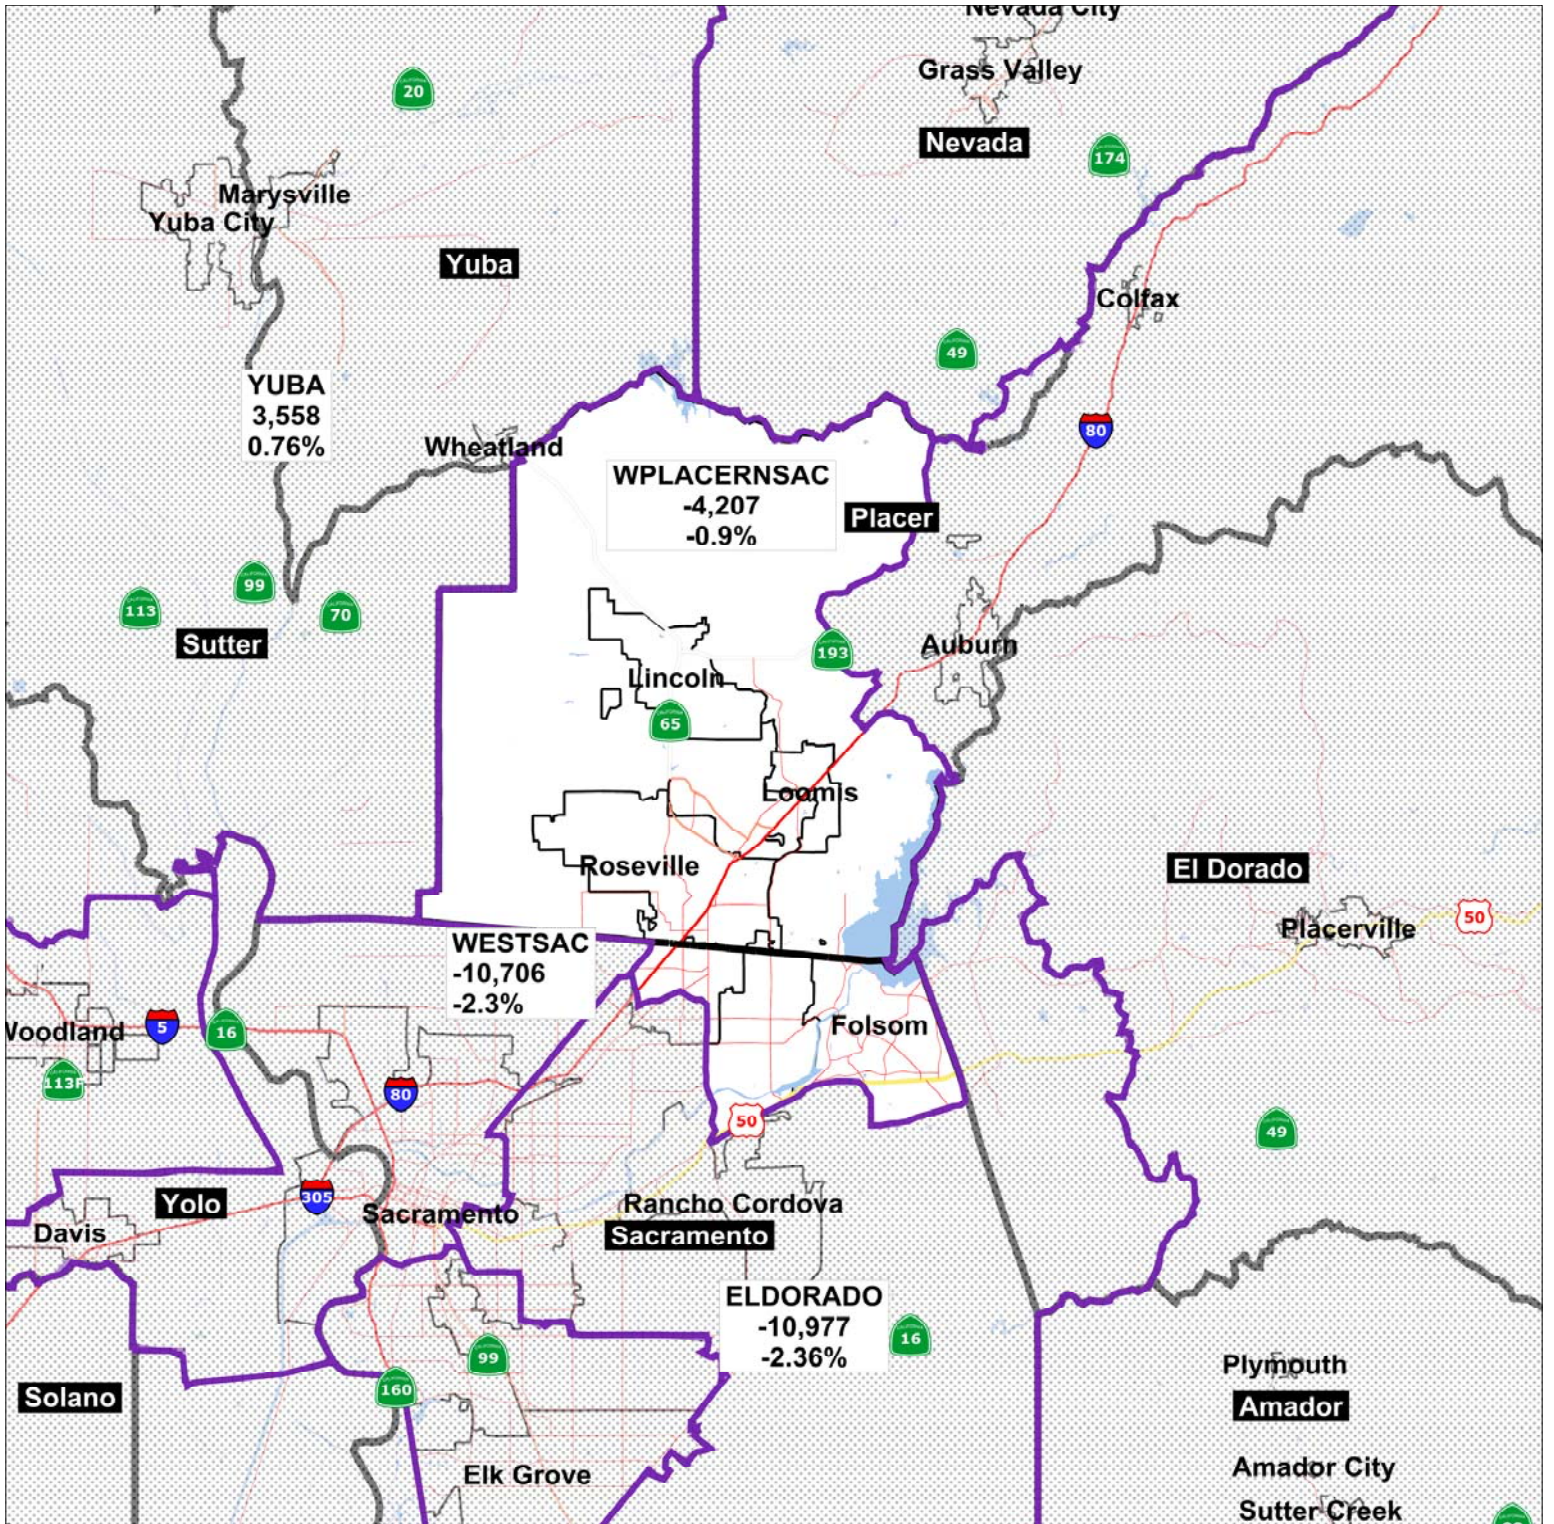 Nevada City
Grass Valley
20
Nevada
174
Marysville
Yuba City
Yuba
Colfax
49
YUBA
3,558
0.76%
80
Wheatland
WPLACERNSAC
-4,207
-0.9%
Placer
99
113
70
Sutter
193
Auburn
Lincoln
65
Loomis
Roseville
El Dorado
50
Placerville
WESTSAC
-10,706
-2.3%
Woodland
5
16
Folsom
113F
80
50
49
305
Yolo
Davis
Sacramento
Rancho Cordova
Sacramento
ELDORADO
-10,977
-2.36%
16
99
Plymouth
160
Solano
Amador
Elk Grove
Amador City
Sutter Creek